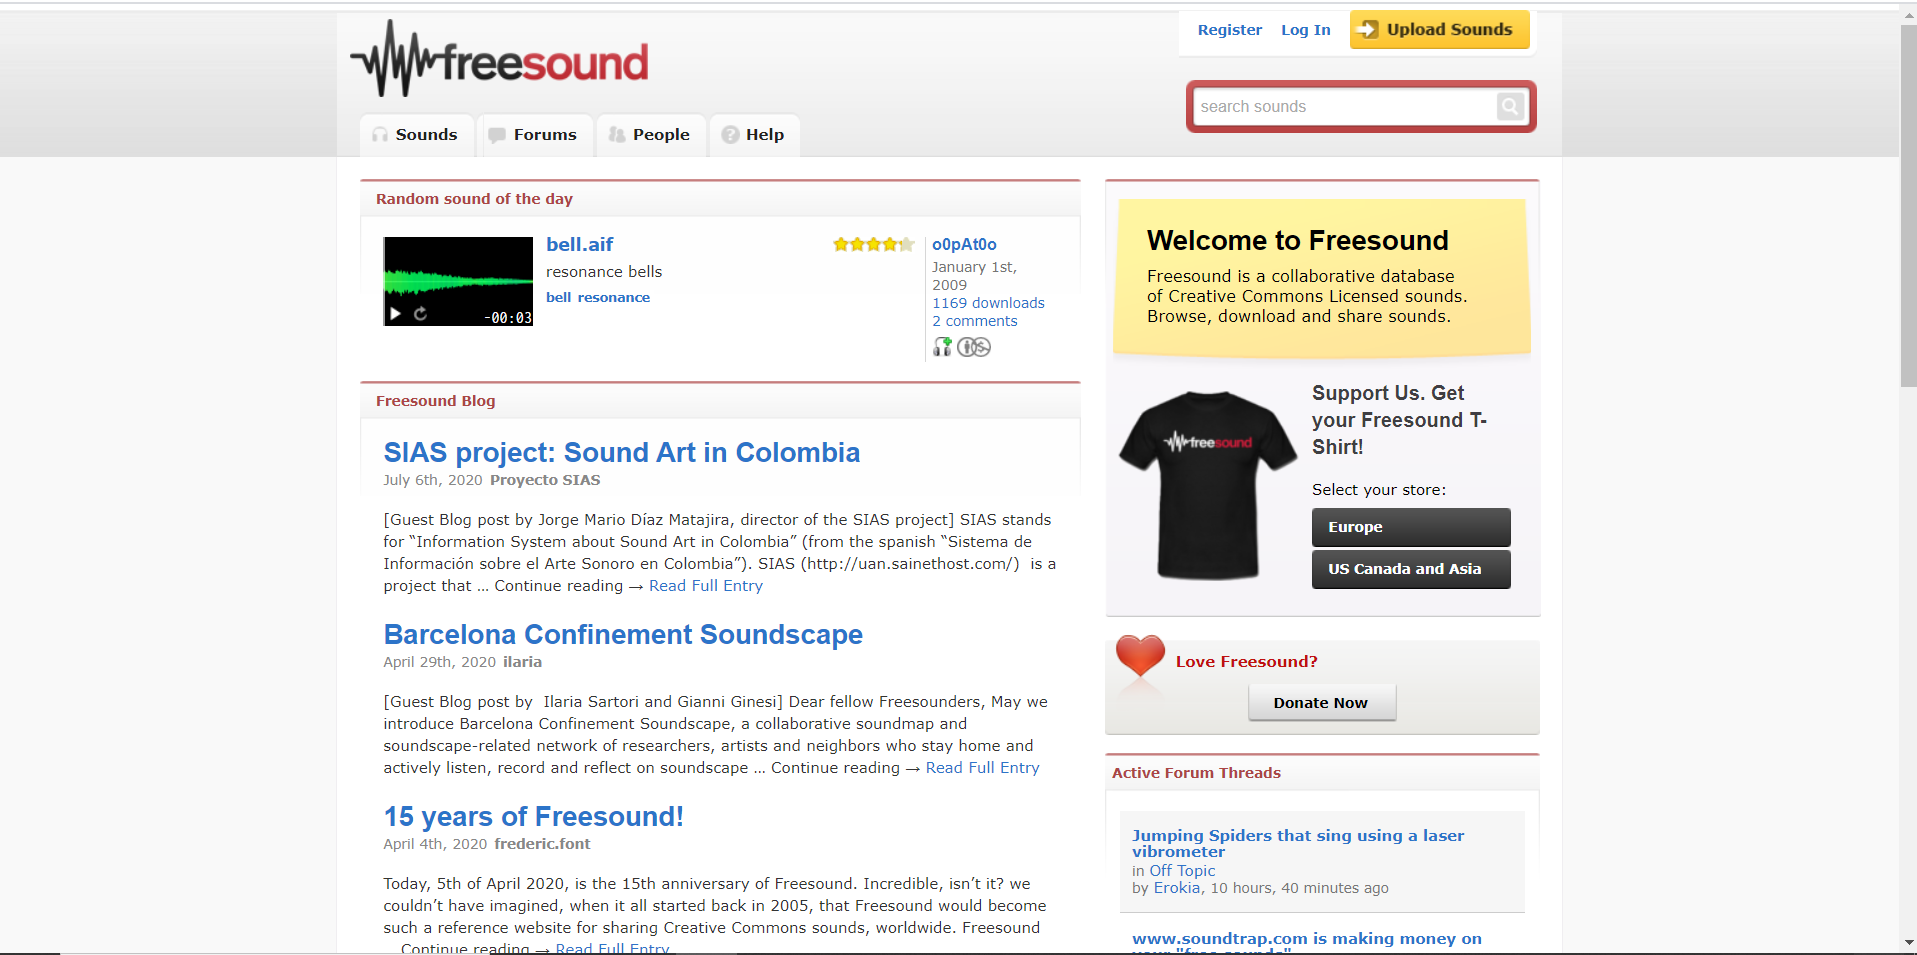 freesound
Register Log In Upload Sounds
search sounds
Sounds Forums People Help
Random sound of the day
bell.aif
resonance bells
bell resonance
-00:03
o0pAt0o
January 1st,
2009
1169 downloads
2 comments
Freesound Blog
SIAS project: Sound Art in Colombia
July 6th, 2020 Proyecto SIAS
[Guest Blog post by Jorge Mario Díaz Matajira, director of the SIAS project] SIAS stands
for “Information System about Sound Art in Colombia” (from the spanish “Sistema de
Información sobre el Arte Sonoro en Colombia”). SIAS (http://uan.sainethost.com/)  is a
project that ... Continue reading → Read Full Entry
Barcelona Confinement Soundscape
April 29th, 2020 ilaria
[Guest Blog post by  Ilaria Sartori and Gianni Ginesi] Dear fellow Freesounders, May we
introduce Barcelona Confinement Soundscape, a collaborative soundmap and
soundscape-related network of researchers, artists and neighbors who stay home and
actively listen, record and reflect on soundscape ... Continue reading → Read Full Entry
15 years of Freesound!
April 4th, 2020 frederic.font
Today, 5th of April 2020, is the 15th anniversary of Freesound. Incredible, isn’t it? we
couldn’t have imagined, when it all started back in 2005, that Freesound would become
such a reference website for sharing Creative Commons sounds, worldwide. Freesound
... Continue reading → Read Full Entry
Welcome to Freesound
Freesound is a collaborative database
of Creative Commons Licensed sounds.
Browse, download and share sounds.
freesound
Support Us. Get
your Freesound T-
Shirt!
Select your store:
Europe
US Canada and Asia
Love Freesound?
Donate Now
Active Forum Threads
Jumping Spiders that sing using a laser
vibrometer
in Off Topic
by Erokia, 10 hours, 40 minutes ago
www.soundtrap.com is making money on
your "free sounds"